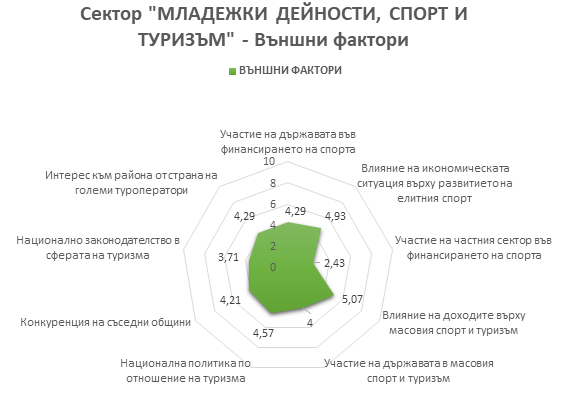 Сектор "МЛАДЕЖКИ ДЕЙНОСТИ, СПОРТ И
ТУРИЗЪМ" - Външни фактори
ВЪНШНИ ФАКТОРИ
Участие на държавата във
финансирането на спорта
Влияние на икономическата
ситуация върху развитието на
елитния спорт
Участие на частния сектор във
финансирането на спорта
Влияние на доходите върху
масовия спорт и туризъм
Участие на държавата в масовия
спорт и туризъм
Национална политика по
отношение на туризма
Конкуренция на съседни общини
Национално законодателство в
сферата на туризма
Интерес към района от страна на
големи туроператори
10
8
6
4
2
0
4,29
4,93
2,43
5,07
4
4,57
4,21
3,71
4,29